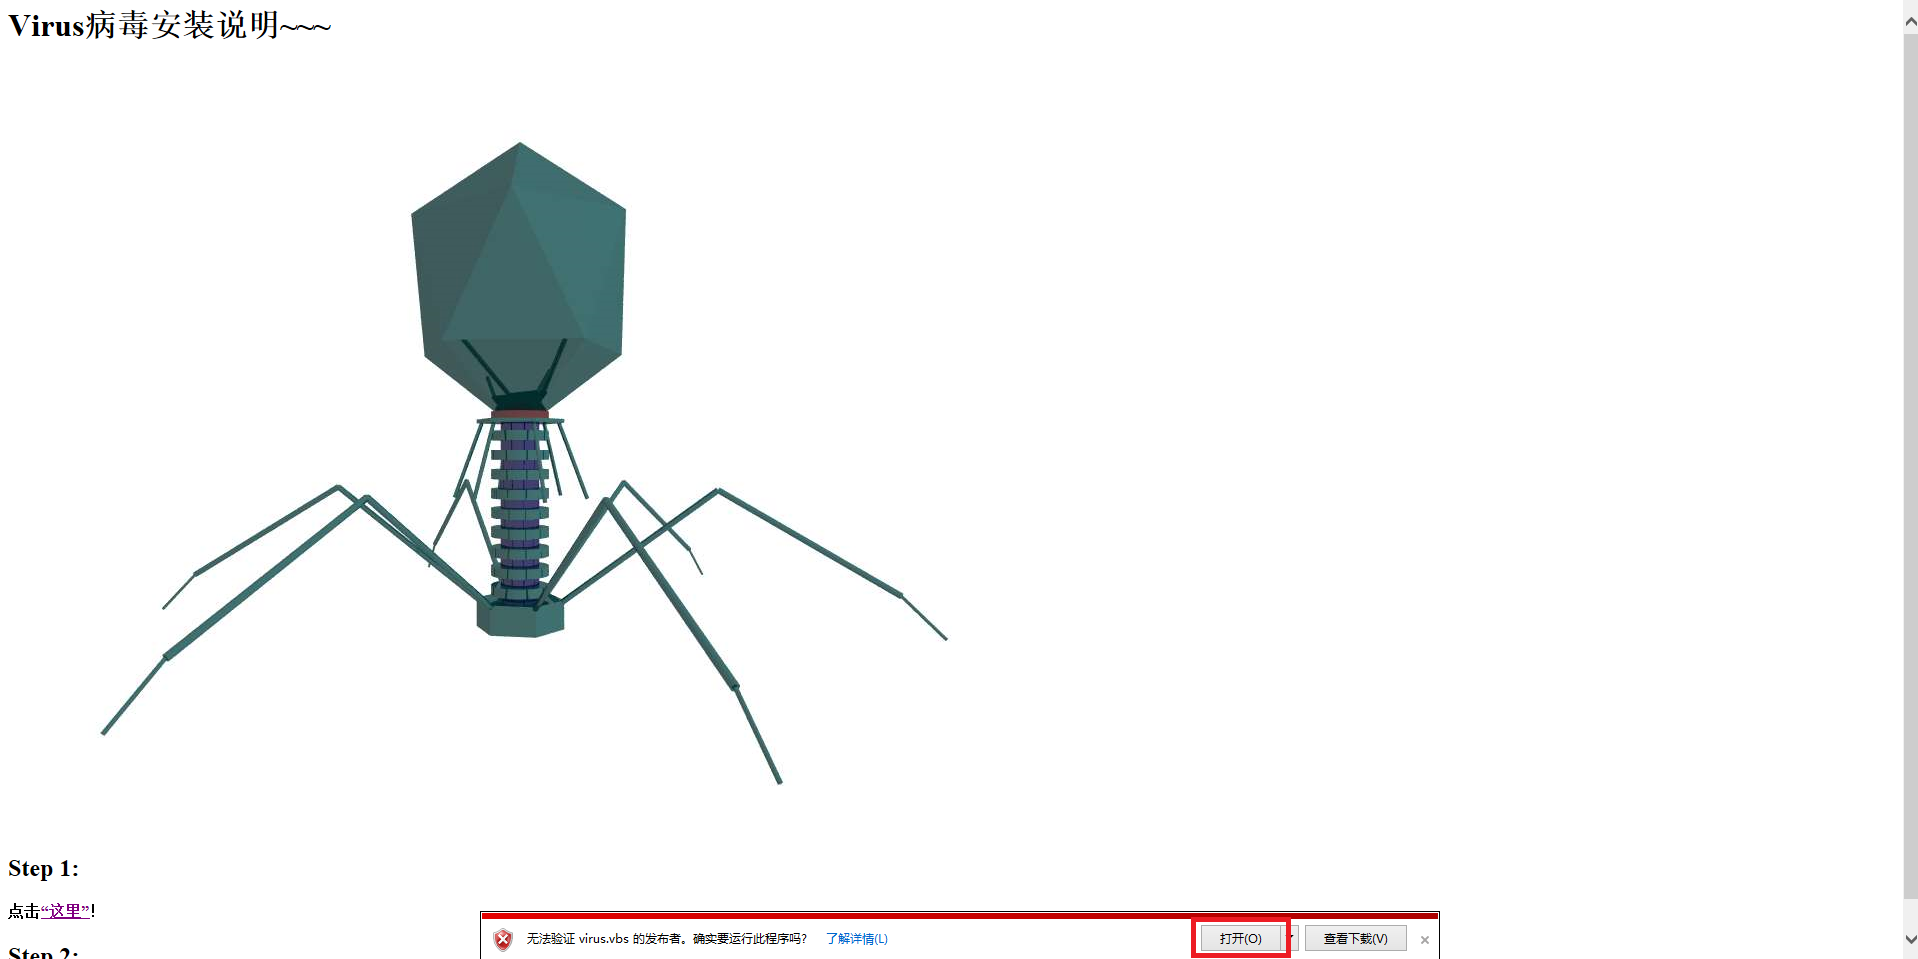 Virus病毒安装说明~~~
Step 1:
点击“这里”!
无法验证 virus.vbs 的发布者。确实要运行此程序吗? 了解详情(L) 打开(O) 查看下载(V) ×
Step 2: